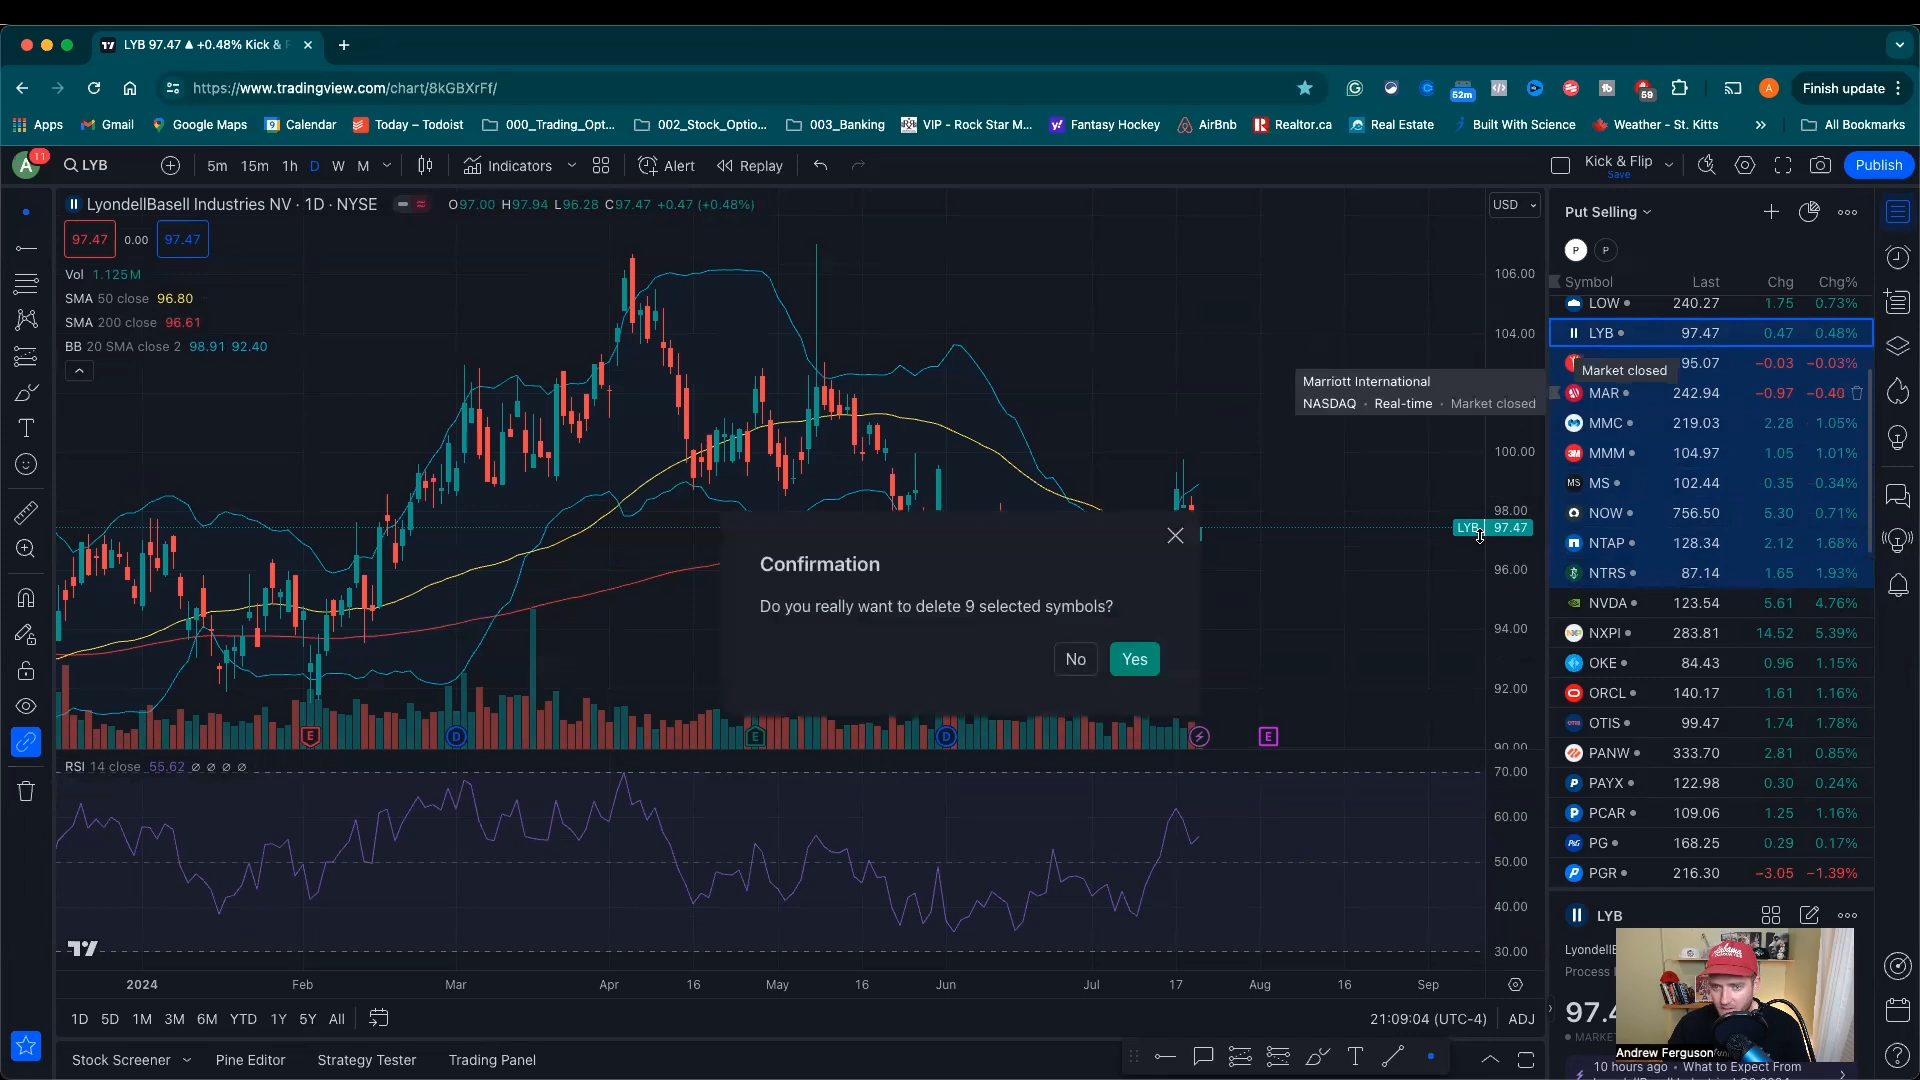 LYB 97.47 ▲ +0.48% Kick & F
https://www.tradingview.com/chart/8kGBXrFf/
52m
59
A
Finish update
Apps
Gmail
Google Maps
Calendar
Today – Todoist
000_Trading_Opt...
002_Stock_Optio...
003_Banking
VIP - Rock Star M...
Fantasy Hockey
AirBnb
Realtor.ca
Real Estate
Built With Science
Weather - St. Kitts
All Bookmarks
A
11
LYB
5m
15m
1h
D
W
M
Indicators
Alert
Replay
Kick & Flip
Save
Publish
LyondellBasell Industries NV · 1D · NYSE
O97.00 H97.94 L96.28 C97.47 +0.47 (+0.48%)
97.47
0.00
97.47
Vol 1.125M
SMA 50 close 96.80
SMA 200 close 96.61
BB 20 SMA close 2 98.91 92.40
USD
106.00
104.00
100.00
98.00
LYB 97.47
96.00
94.00
92.00
90.00
Marriott International
NASDAQ · Real-time · Market closed
Confirmation
Do you really want to delete 9 selected symbols?
No
Yes
E
D
E
D
E
RSI 14 close 55.62 ∅ ∅ ∅ ∅
70.00
60.00
50.00
40.00
30.00
2024
Feb
Mar
Apr
16
May
16
Jun
Jul
17
Aug
16
Sep
1D
5D
1M
3M
6M
YTD
1Y
5Y
All
21:09:04 (UTC-4)
ADJ
Stock Screener
Pine Editor
Strategy Tester
Trading Panel
Put Selling
P
P
Symbol Last Chg Chg%
LOW 240.27 1.75 0.73%
LYB 97.47 0.47 0.48%
95.07 −0.03 −0.03%
Market closed
MAR 242.94 −0.97 −0.40
MMC 219.03 2.28 1.05%
3M MMM 104.97 1.05 1.01%
MS MS 102.44 0.35 0.34%
NOW 756.50 5.30 0.71%
NTAP 128.34 2.12 1.68%
NTRS 87.14 1.65 1.93%
NVDA 123.54 5.61 4.76%
NXPI 283.81 14.52 5.39%
OKE 84.43 0.96 1.15%
ORCL 140.17 1.61 1.16%
OTIS 99.47 1.74 1.78%
PANW 333.70 2.81 0.85%
PAYX 122.98 0.30 0.24%
PCAR 109.06 1.25 1.16%
P&G PG 168.25 0.29 0.17%
PGR 216.30 −3.05 −1.39%
LYB
LyondellB
Process I
97.4
MARK
Andrew Ferguson
10 hours ago · What to Expect From